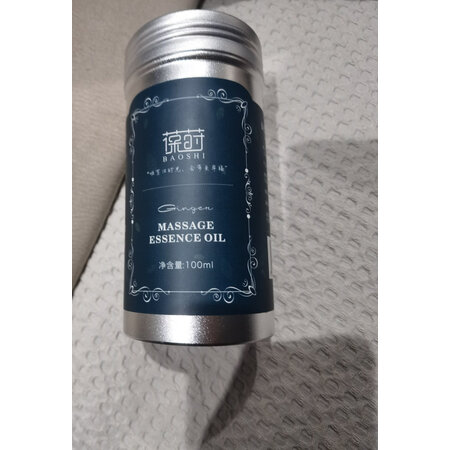 葆莳
BAOSHI
Ginger
MASSAGE
ESSENCE OIL
净含量:100ml